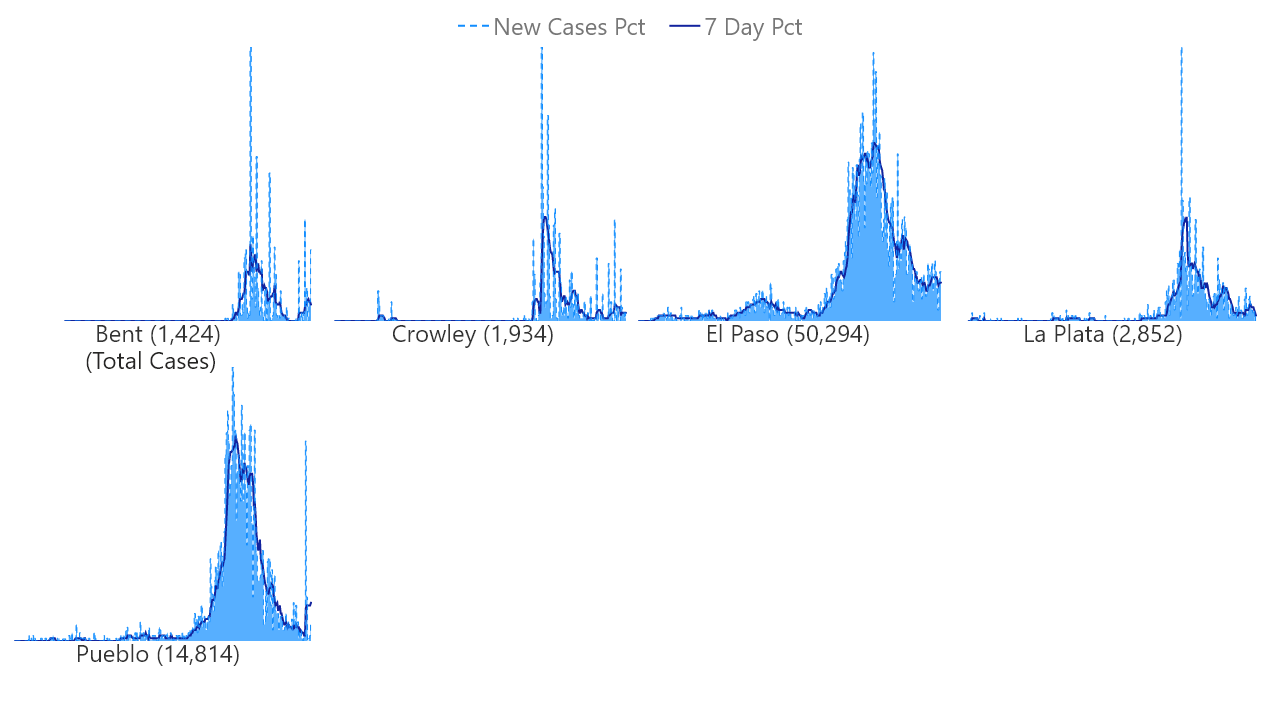 New Cases Pct 7 Day Pct
Bent (1,424) Crowley (1,934) El Paso (50,294) La Plata (2,852)
(Total Cases)
Pueblo (14,814)